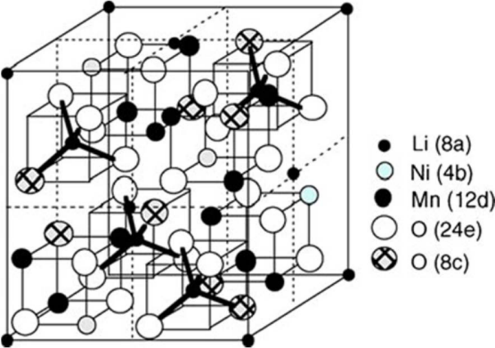 Li (8a)
Ni (4b)
Mn (12d)
O (24e)
O (8c)